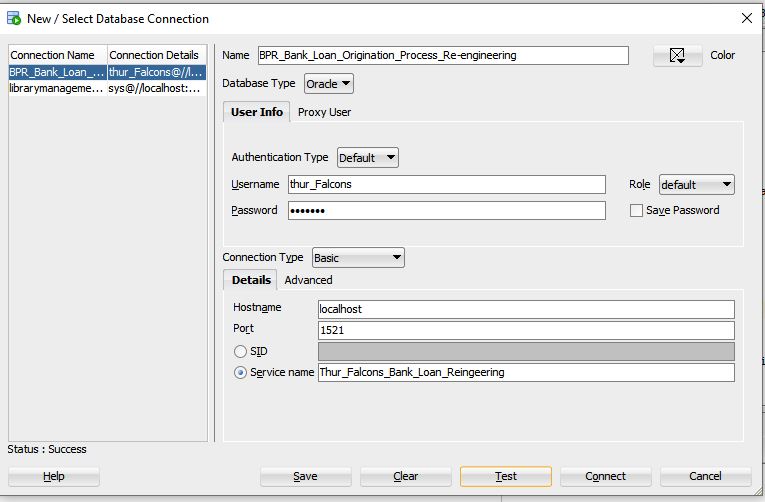 New / Select Database Connection
Connection Name Connection Details
BPR_Bank_Loan_... thur_Falcons@//l...
librarymanageme... sys@//localhost:...
Name BPR_Bank_Loan_Origination_Process_Re-engineering Color
Database Type Oracle
User Info Proxy User
Authentication Type Default
Username thur_Falcons Role default
Password ••••••• Save Password
Connection Type Basic
Details Advanced
Hostname localhost
Port 1521
SID
Service name Thur_Falcons_Bank_Loan_Reingeering
Status : Success
Help Save Clear Test Connect Cancel